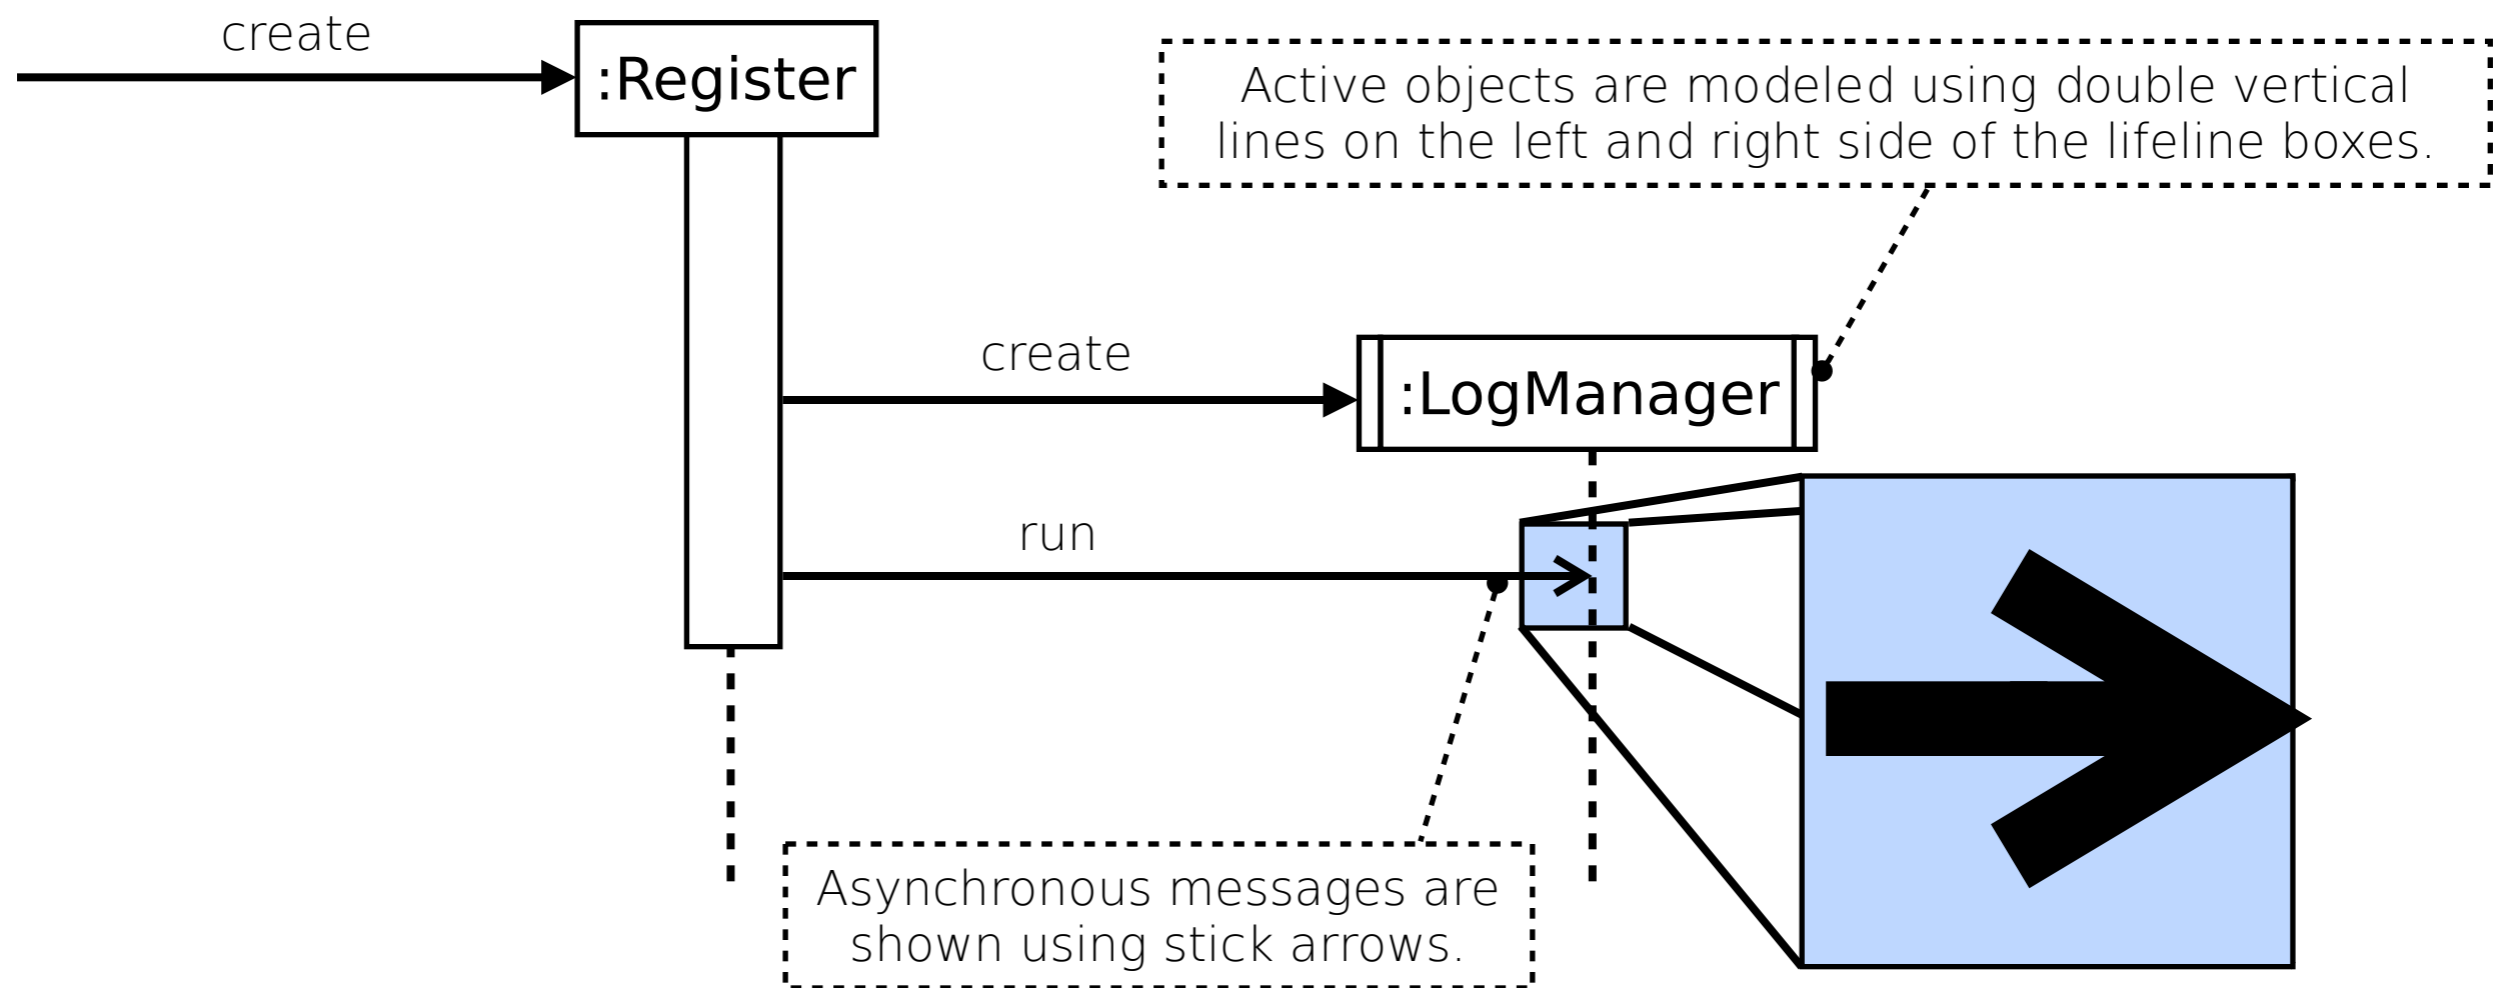 create
:Register
Active objects are modeled using double vertical
lines on the left and right side of the lifeline boxes.
create
:LogManager
run
Asynchronous messages are
shown using stick arrows.